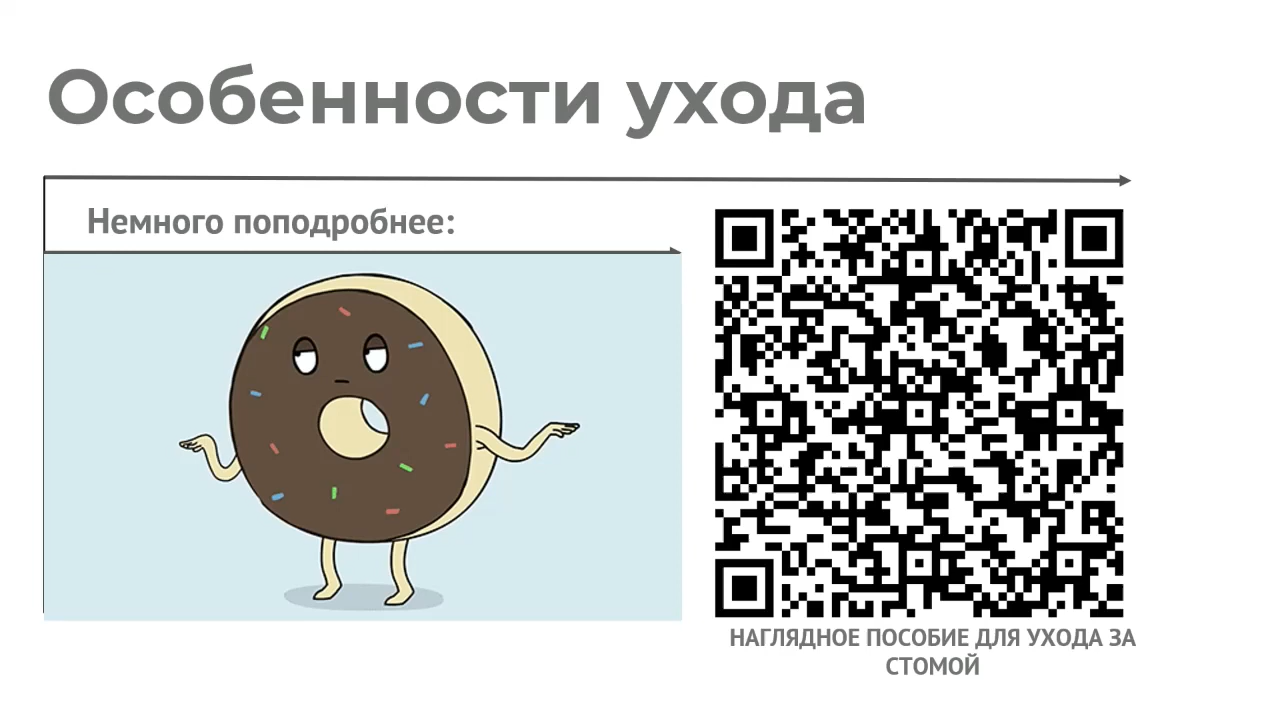 Особенности ухода
Немного поподробнее:
НАГЛЯДНОЕ ПОСОБИЕ ДЛЯ УХОДА ЗА
СТОМОЙ